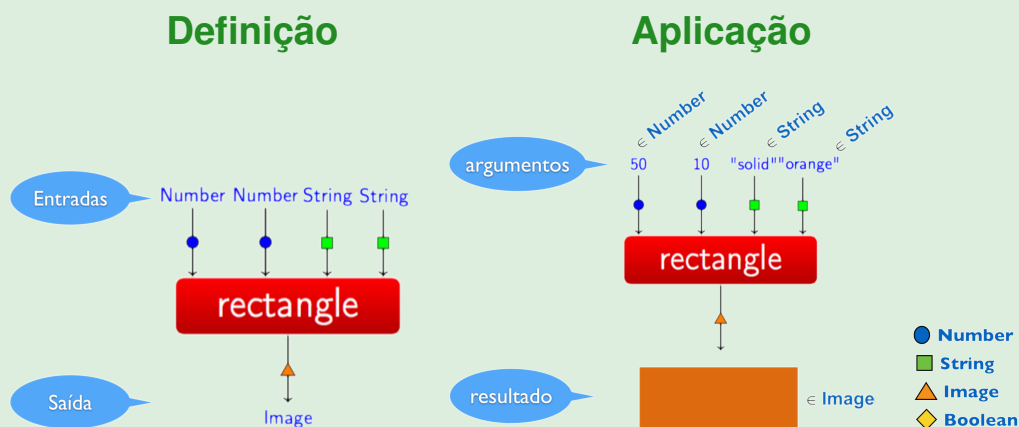 Definição
Entradas
Number Number String String
rectangle
Saída
Image
Aplicação
∈ Number
∈ Number
∈ String
∈ String
argumentos
50 10 "solid" "orange"
rectangle
resultado
∈ Image
Number
String
Image
Boolean